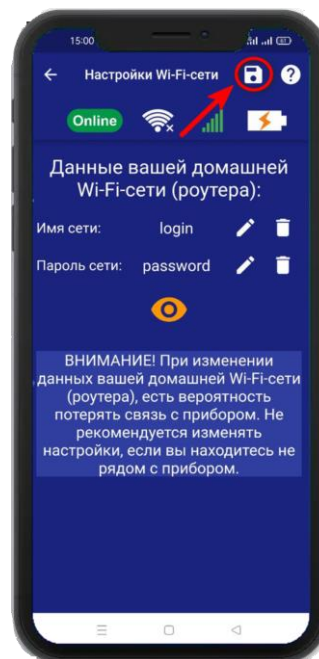 15:00
Настройки Wi-Fi-сети
Online
Данные вашей домашней
Wi-Fi-сети (роутера):
Имя сети: login
Пароль сети: password
ВНИМАНИЕ! При изменении
данных вашей домашней Wi-Fi-сети
(роутера), есть вероятность
потерять связь с прибором. Не
рекомендуется изменять
настройки, если вы находитесь не
рядом с прибором.